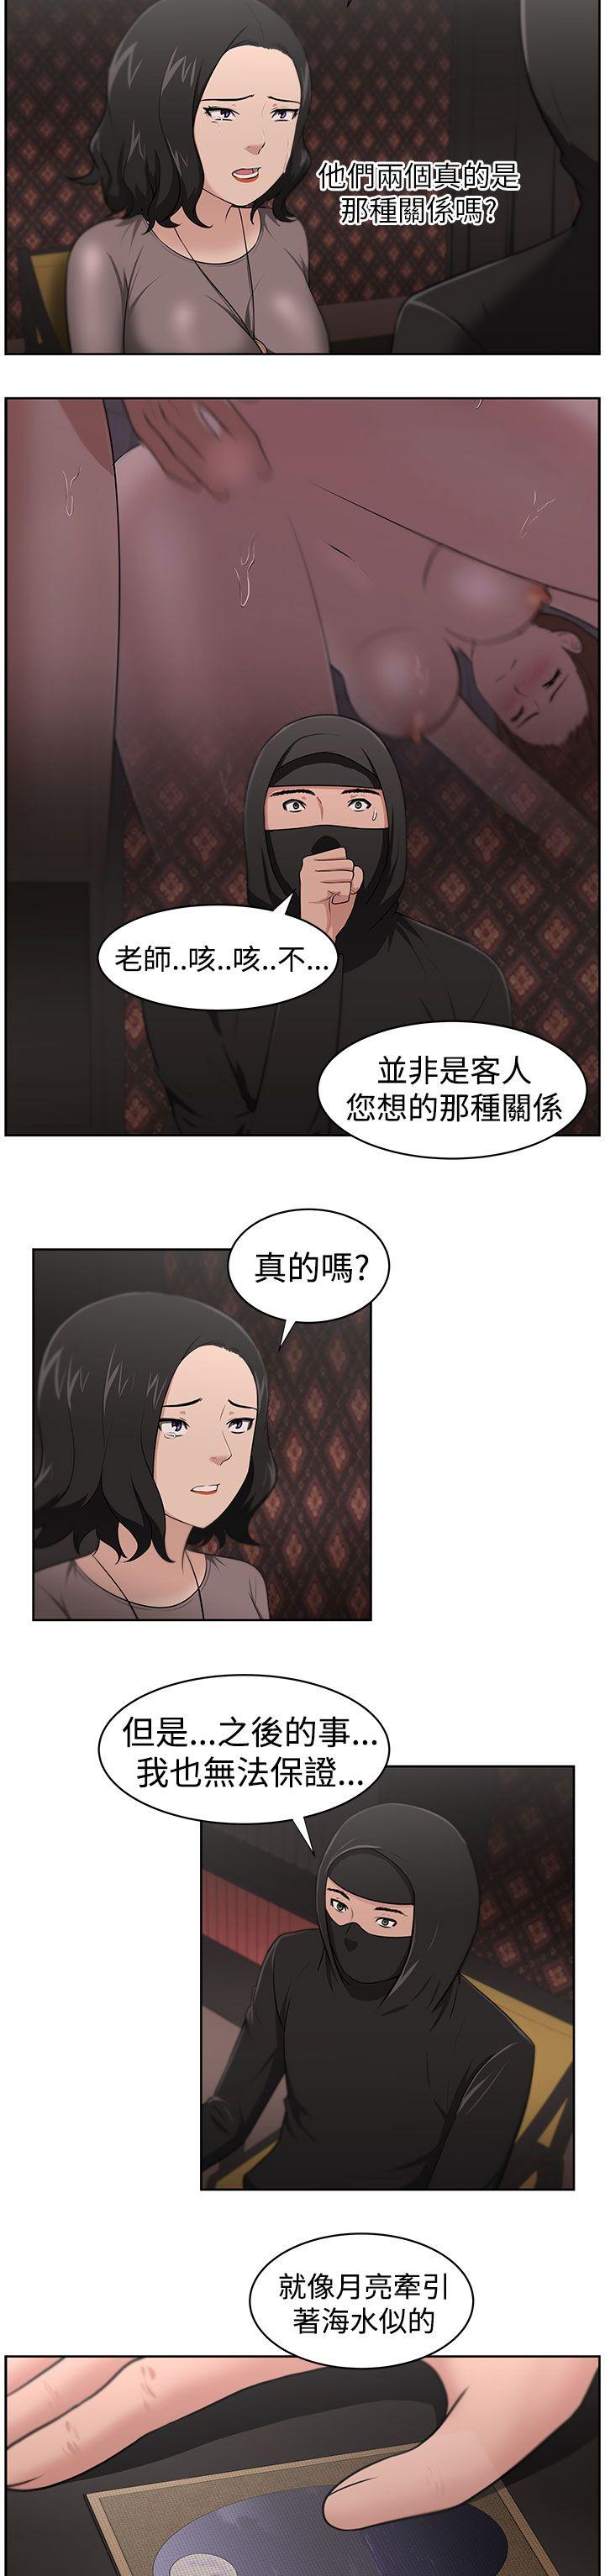 他們兩個真的是
那種關係嗎?
老師..咳..咳..不...
並非是客人
您想的那種關係
真的嗎?
但是...之後的事...
我也無法保證...
就像月亮牽引
著海水似的